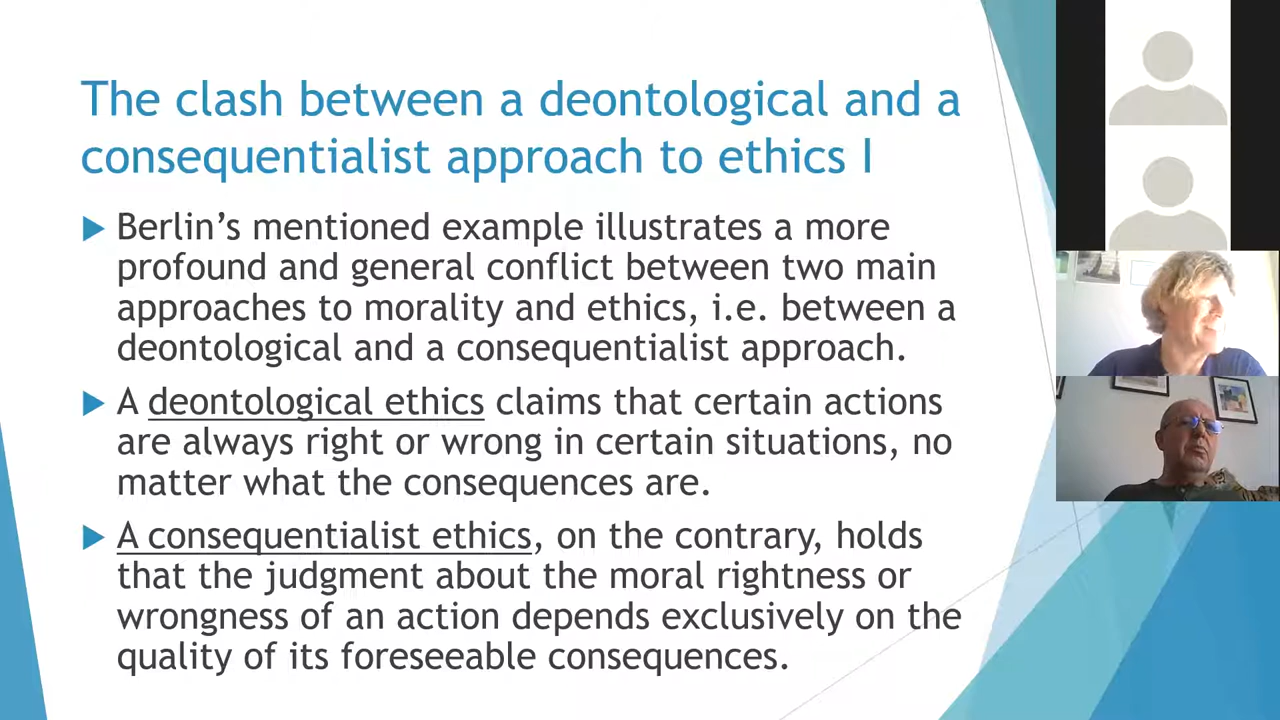 The clash between a deontological and a
consequentialist approach to ethics I
Berlin's mentioned example illustrates a more
profound and general conflict between two main
approaches to morality and ethics, i.e. between a
deontological and a consequentialist approach.
A deontological ethics claims that certain actions
are always right or wrong in certain situations, no
matter what the consequences are.
A consequentialist ethics, on the contrary, holds
that the judgment about the moral rightness or
wrongness of an action depends exclusively on the
quality of its foreseeable consequences.